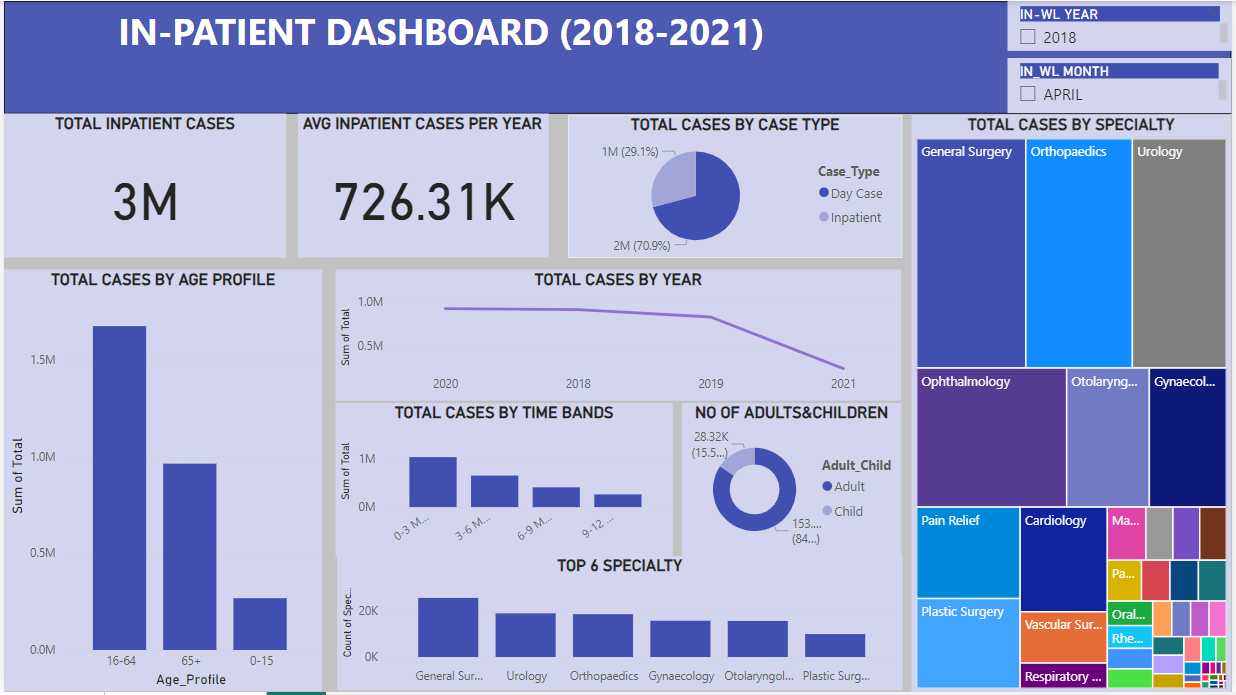 IN-PATIENT DASHBOARD (2018-2021)
IN-WL YEAR
2018
IN_WL MONTH
APRIL
TOTAL INPATIENT CASES
3M
AVG INPATIENT CASES PER YEAR
726.31K
TOTAL CASES BY CASE TYPE
1M (29.1%)
2M (70.9%)
Case_Type
Day Case
Inpatient
TOTAL CASES BY SPECIALTY
General Surgery
Orthopaedics
Urology
Ophthalmology
Otolaryng...
Gynaecol...
Pain Relief
Cardiology
Ma...
Pa...
Plastic Surgery
Vascular Sur...
Oral...
Rhe...
Respiratory ...
TOTAL CASES BY AGE PROFILE
Sum of Total
1.5M
1.0M
0.5M
0.0M
16-64
65+
0-15
Age_Profile
TOTAL CASES BY YEAR
Sum of Total
1.0M
0.5M
2020
2018
2019
2021
TOTAL CASES BY TIME BANDS
Sum of Total
1M
0M
0-3 M...
3-6 M...
6-9 M...
9-12 ...
NO OF ADULTS&CHILDREN
28.32K
(15.5...)
153....
(84...)
Adult_Child
Adult
Child
TOP 6 SPECIALTY
Count of Spec...
20K
0K
General Sur...
Urology
Orthopaedics
Gynaecology
Otolaryngol...
Plastic Surg...